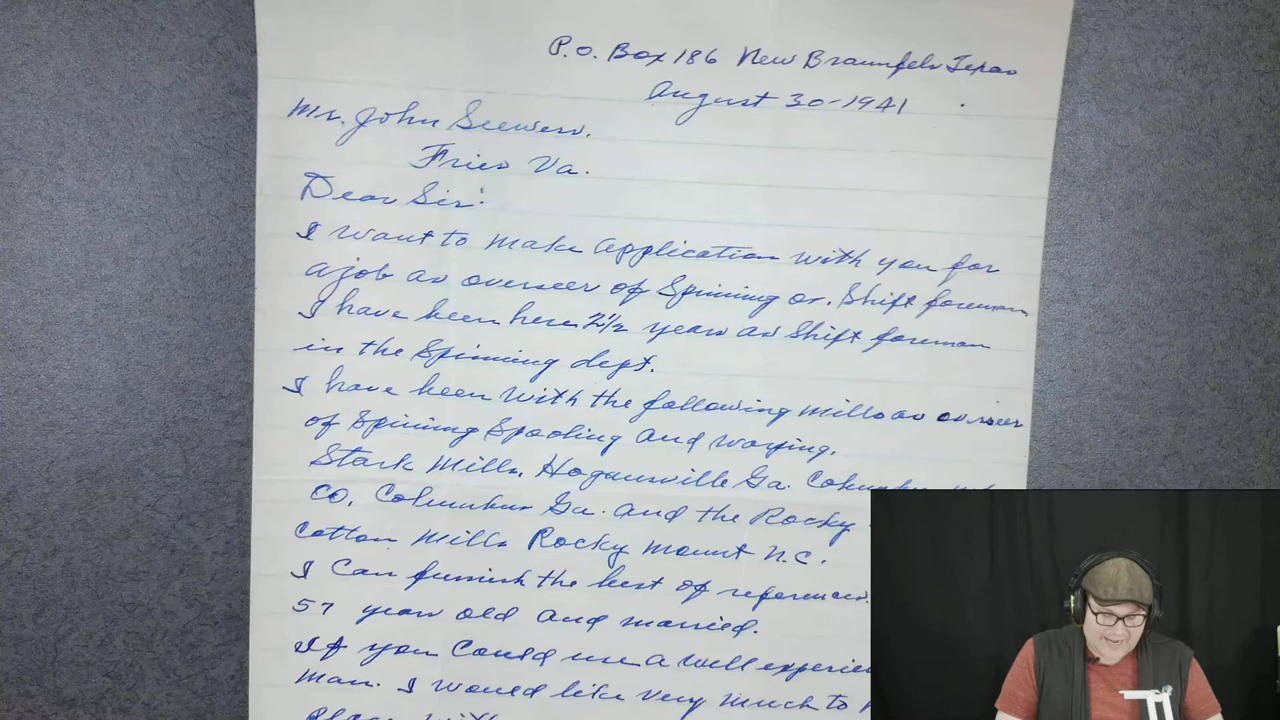 P.O. Box 186 New Braunfels Texas
August 30-1941
Mr. John Seewers.
Fries Va.
Dear Sir:
I want to make application with you for
a job as overseer of Spinning or. Shift foreman
I have been here 2 1/2 years as Shift foreman
in the Spinning dept.
I have been with the following mills as overseer
of Spinning Spooling and warping.
Stark Mills. Hogansville Ga. Columbus
co. Columbus Ga. and the Rocky
Cotton Mills Rocky Mount N.C.
I can furnish the best of references.
57 years old and married.
If you could use a well
man. I would like very much to